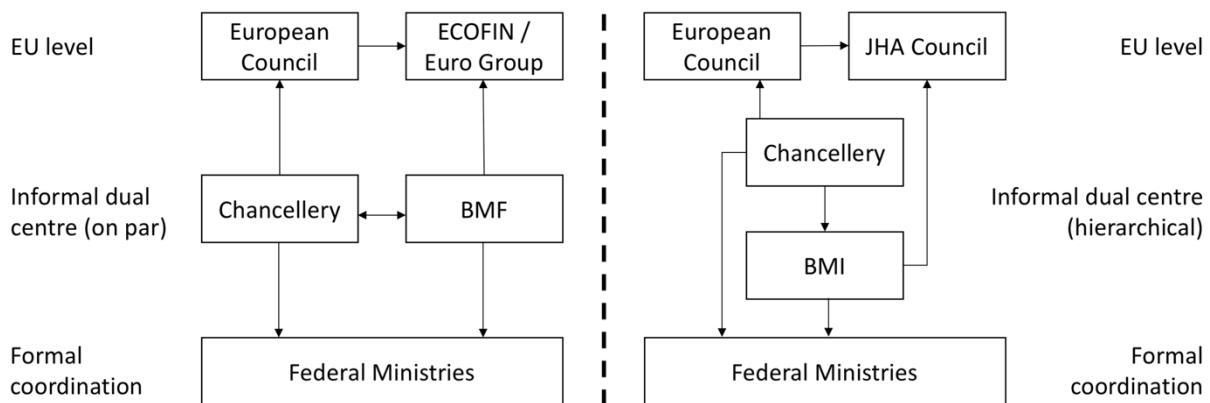 EU level
European
Council
ECOFIN /
Euro Group
Informal dual
centre (on par)
Chancellery
BMF
Formal
coordination
Federal Ministries
European
Council
JHA Council
EU level
Chancellery
Informal dual centre
(hierarchical)
BMI
Federal Ministries
Formal
coordination